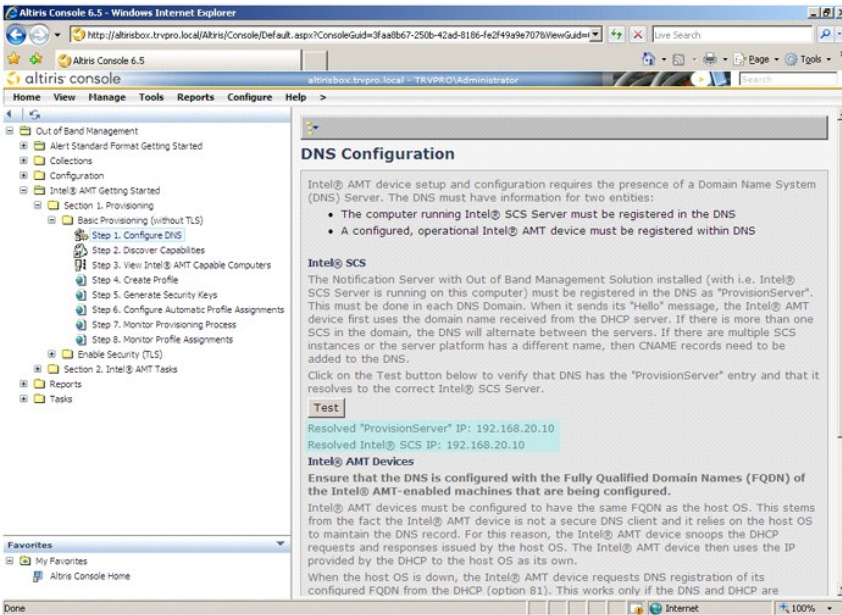 Altiris Console 6.5 - Windows Internet Explorer
http://altirisbox.trvpro.local/Altiris/Console/Default.aspx?ConsoleGuid=3faa8b67-250b-42ad-8186-fe2f49a9e707&ViewGuid=
Live Search
Altiris Console 6.5
Page
Tools
altiris console
altirisbox.trvpro.local - TRVPRO\Administrator
Search
Home View Manage Tools Reports Configure Help >
Out of Band Management
Alert Standard Format Getting Started
Collections
Configuration
Intel® AMT Getting Started
Section 1. Provisioning
Basic Provisioning (without TLS)
Step 1. Configure DNS
Step 2. Discover Capabilities
Step 3. View Intel® AMT Capable Computers
Step 4. Create Profile
Step 5. Generate Security Keys
Step 6. Configure Automatic Profile Assignments
Step 7. Monitor Provisioning Process
Step 8. Monitor Profile Assignments
Enable Security (TLS)
Section 2. Intel® AMT Tasks
Reports
Tasks
Favorites
My Favorites
Altiris Console Home
DNS Configuration
Intel® AMT device setup and configuration requires the presence of a Domain Name System
(DNS) Server. The DNS must have information for two entities:
• The computer running Intel® SCS Server must be registered in the DNS
• A configured, operational Intel® AMT device must be registered within DNS
Intel® SCS
The Notification Server with Out of Band Management Solution installed (with i.e. Intel®
SCS Server is running on this computer) must be registered in the DNS as "ProvisionServer".
This must be done in each DNS Domain. When it sends its "Hello" message, the Intel® AMT
device first uses the domain name received from the DHCP server. If there is more than one
SCS in the domain, the DNS will alternate between the servers. If there are multiple SCS
instances or the server platform has a different name, then CNAME records need to be
added to the DNS.
Click on the Test button below to verify that DNS has the "ProvisionServer" entry and that it
resolves to the correct Intel® SCS Server.
Test
Resolved "ProvisionServer" IP: 192.168.20.10
Resolved Intel® SCS IP: 192.168.20.10
Intel® AMT Devices
Ensure that the DNS is configured with the Fully Qualified Domain Names (FQDN) of
the Intel® AMT-enabled machines that are being configured.
Intel® AMT devices must be configured to have the same FQDN as the host OS. This stems
from the fact the Intel® AMT device is not a secure DNS client and it relies on the host OS
to maintain the DNS record. For this reason, the Intel® AMT device snoops the DHCP
requests and responses issued by the host OS. The Intel® AMT device then uses the IP
provided by the DHCP to the host OS as its own.
When the host OS is down, the Intel® AMT device requests DNS registration of its
configured FQDN from the DHCP (option 81). This works only if the DNS and DHCP are
Done
Internet
100%